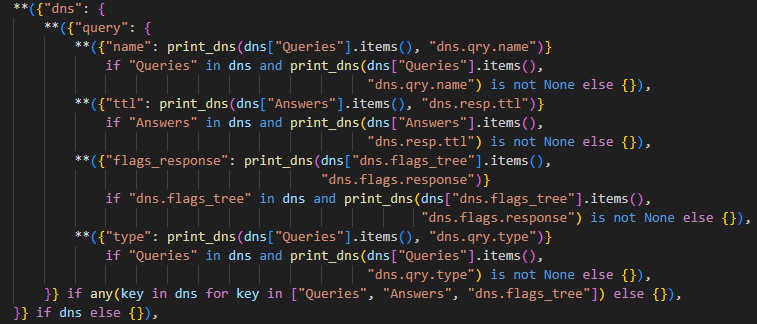 **({"dns": {
    **({"query": {
        **({"name": print_dns(dns["Queries"].items(), "dns.qry.name")}
            if "Queries" in dns and print_dns(dns["Queries"].items(),
                                             "dns.qry.name") is not None else {}),
        **({"ttl": print_dns(dns["Answers"].items(), "dns.resp.ttl")}
            if "Answers" in dns and print_dns(dns["Answers"].items(),
                                             "dns.resp.ttl") is not None else {}),
        **({"flags_response": print_dns(dns["dns.flags_tree"].items(),
                                       "dns.flags.response")}
            if "dns.flags_tree" in dns and print_dns(dns["dns.flags_tree"].items(),
                                                    "dns.flags.response") is not None else {}),
        **({"type": print_dns(dns["Queries"].items(), "dns.qry.type")}
            if "Queries" in dns and print_dns(dns["Queries"].items(),
                                             "dns.qry.type") is not None else {}),
    }} if any(key in dns for key in ["Queries", "Answers", "dns.flags_tree"]) else {}),
}} if dns else {}),